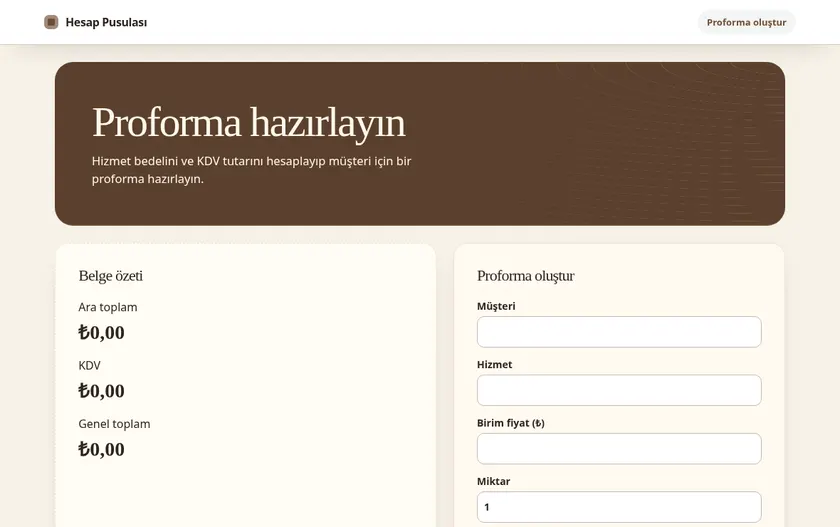 Hesap Pusulası
Proforma oluştur
Proforma hazırlayın
Hizmet bedelini ve KDV tutarını hesaplayıp müşteri için bir
proforma hazırlayın.
Belge özeti
Ara toplam
₺0,00
KDV
₺0,00
Genel toplam
₺0,00
Proforma oluştur
Müşteri
Hizmet
Birim fiyat (₺)
Miktar
1